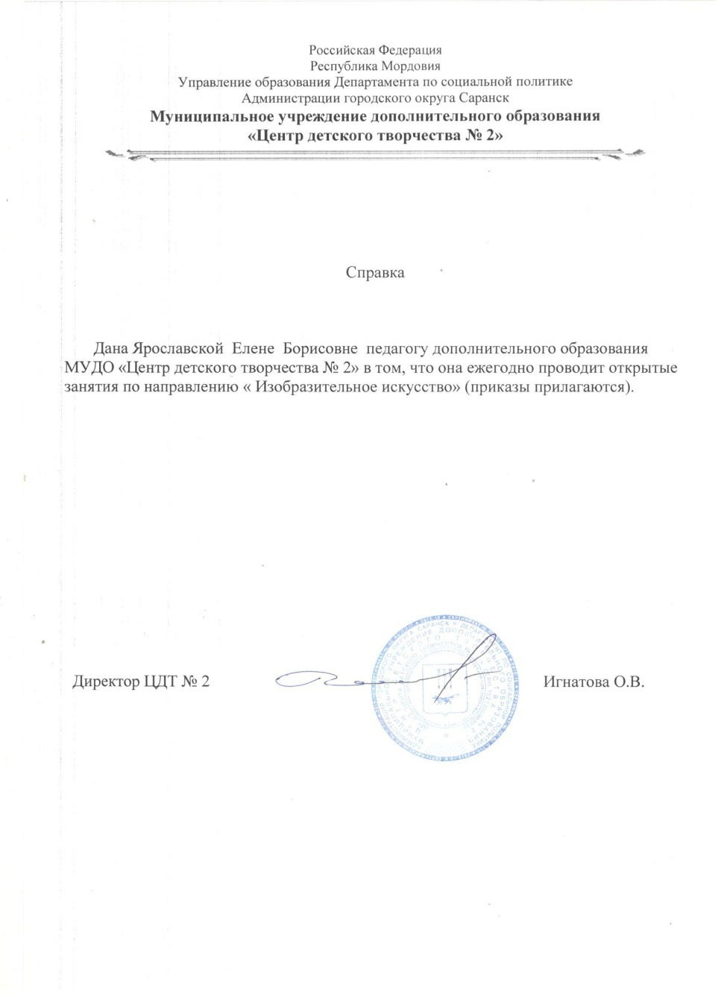 Российская Федерация
Республика Мордовия
Управление образования Департамента по социальной политике
Администрации городского округа Саранск
Муниципальное учреждение дополнительного образования
«Центр детского творчества № 2»
Справка
Дана Ярославской Елене Борисовне педагогу дополнительного образования
МУДО «Центр детского творчества № 2» в том, что она ежегодно проводит открытые
занятия по направлению « Изобразительное искусство» (приказы прилагаются).
Директор ЦДТ № 2
Игнатова О.В.